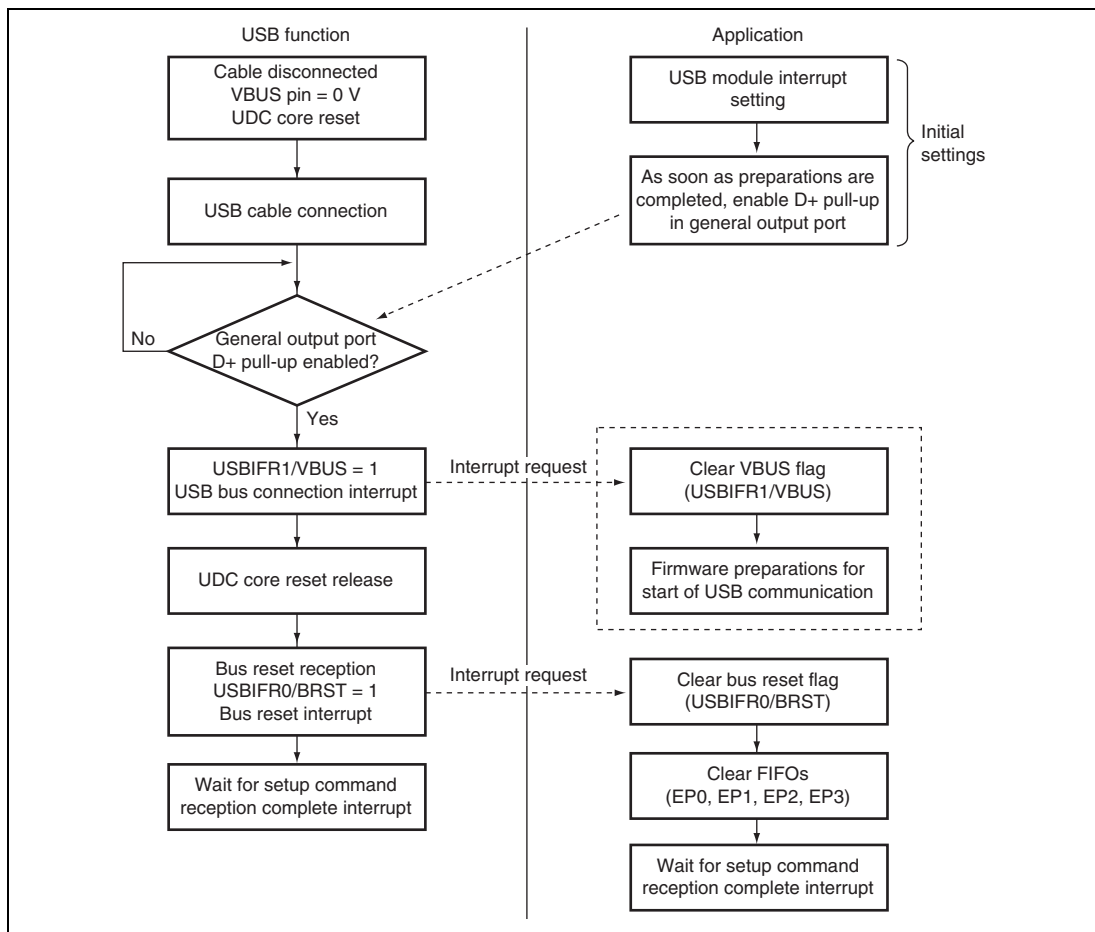 USB function
Cable disconnected
VBUS pin = 0 V
UDC core reset
USB cable connection
No
General output port
D+ pull-up enabled?
Yes
USBIFR1/VBUS = 1
USB bus connection interrupt
Interrupt request
UDC core reset release
Bus reset reception
USBIFR0/BRST = 1
Bus reset interrupt
Interrupt request
Wait for setup command
reception complete interrupt
Application
USB module interrupt
setting
As soon as preparations are
completed, enable D+ pull-up
in general output port
Initial
settings
Clear VBUS flag
(USBIFR1/VBUS)
Firmware preparations for
start of USB communication
Clear bus reset flag
(USBIFR0/BRST)
Clear FIFOs
(EP0, EP1, EP2, EP3)
Wait for setup command
reception complete interrupt